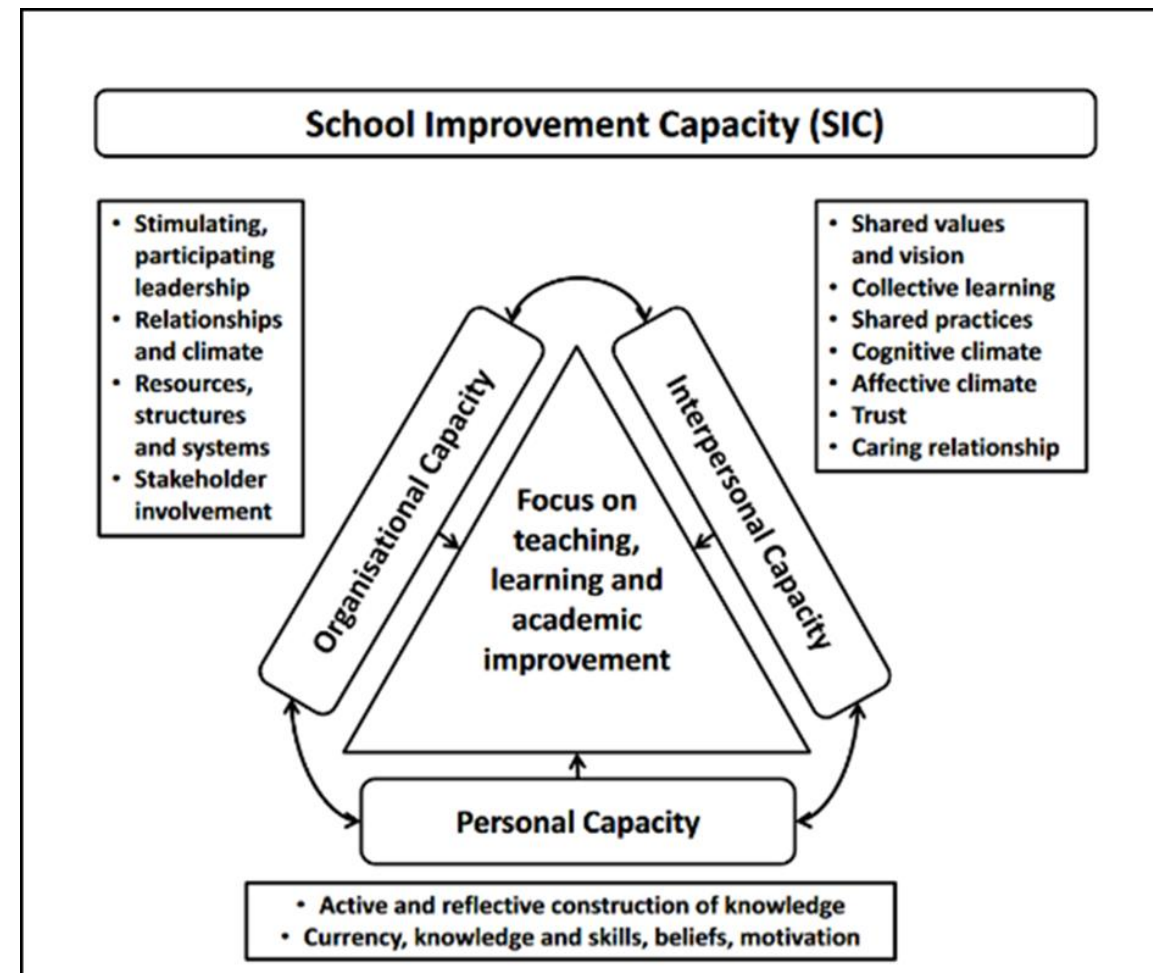 School Improvement Capacity (SIC)
• Stimulating,
participating
leadership
• Relationships
and climate
• Resources,
structures
and systems
• Stakeholder
involvement
• Shared values
and vision
• Collective learning
• Shared practices
• Cognitive climate
• Affective climate
• Trust
• Caring relationship
Organisational Capacity
Interpersonal Capacity
Focus on
teaching,
learning and
academic
improvement
Personal Capacity
• Active and reflective construction of knowledge
• Currency, knowledge and skills, beliefs, motivation